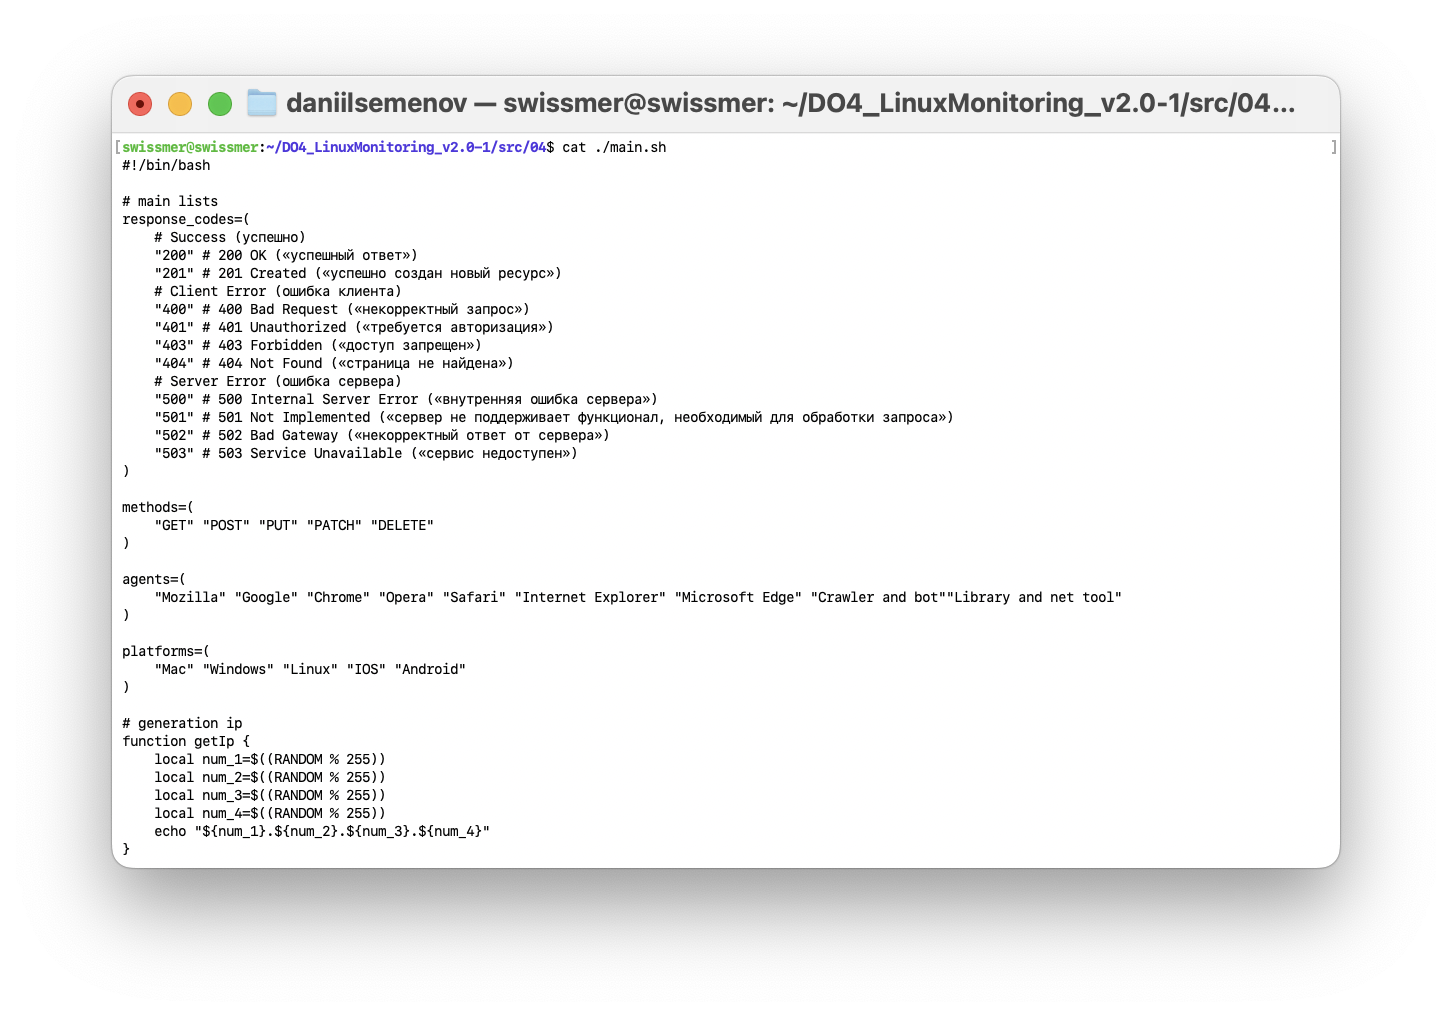 daniilsemenov — swissmer@swissmer: ~/DO4_LinuxMonitoring_v2.0-1/src/04...
[swissmer@swissmer:~/DO4_LinuxMonitoring_v2.0-1/src/04$ cat ./main.sh ]
#!/bin/bash

# main lists
response_codes=(
    # Success (успешно)
    "200" # 200 OK («успешный ответ»)
    "201" # 201 Created («успешно создан новый ресурс»)
    # Client Error (ошибка клиента)
    "400" # 400 Bad Request («некорректный запрос»)
    "401" # 401 Unauthorized («требуется авторизация»)
    "403" # 403 Forbidden («доступ запрещен»)
    "404" # 404 Not Found («страница не найдена»)
    # Server Error (ошибка сервера)
    "500" # 500 Internal Server Error («внутренняя ошибка сервера»)
    "501" # 501 Not Implemented («сервер не поддерживает функционал, необходимый для обработки запроса»)
    "502" # 502 Bad Gateway («некорректный ответ от сервера»)
    "503" # 503 Service Unavailable («сервис недоступен»)
)

methods=(
    "GET" "POST" "PUT" "PATCH" "DELETE"
)

agents=(
    "Mozilla" "Google" "Chrome" "Opera" "Safari" "Internet Explorer" "Microsoft Edge" "Crawler and bot""Library and net tool"
)

platforms=(
    "Mac" "Windows" "Linux" "IOS" "Android"
)

# generation ip
function getIp {
    local num_1=$((RANDOM % 255))
    local num_2=$((RANDOM % 255))
    local num_3=$((RANDOM % 255))
    local num_4=$((RANDOM % 255))
    echo "${num_1}.${num_2}.${num_3}.${num_4}"
}